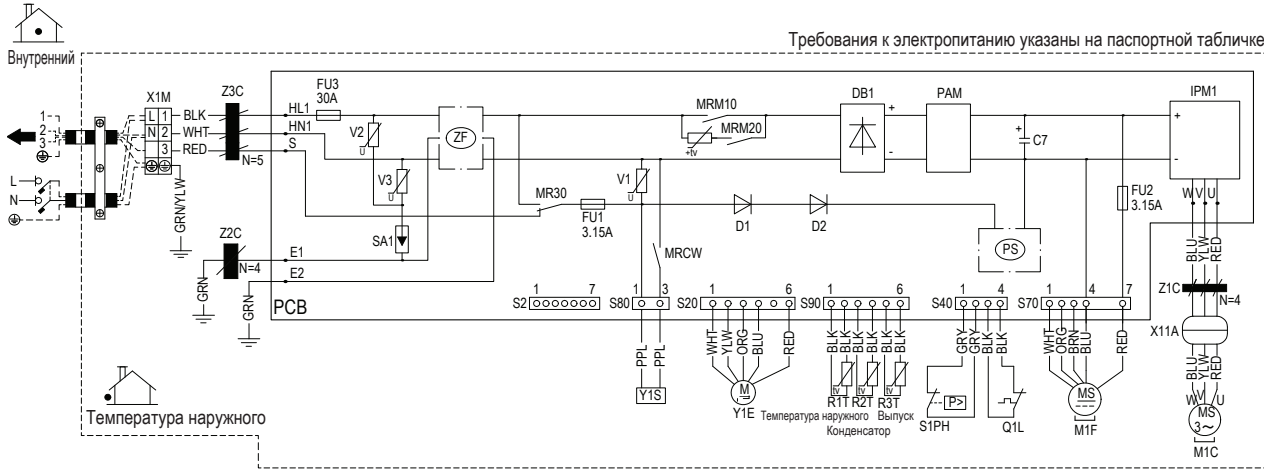 Требования к электропитанию указаны на паспортной табличке
Внутренний
X1M
Z3C
HL1
FU3
30A
MRM10
DB1
PAM
IPM1
L 1
BLK
N 2
WHT
3
RED
N=5
HN1
S
V2
U
ZF
MRM20
+tv
+
-
+
C7
+
-
1
2
3
L
N
GRN/YLW
V3
U
MR30
V1
U
FU1
3.15A
D1
D2
FU2
3.15A
W V U
SA1
MRCW
PS
Z2C
N=4
E1
E2
GRN
GRN
PCB
BLU
YLW
RED
Z1C
N=4
X11A
S2
1
7
S80
1
3
S20
1
6
S90
1
6
S40
1
4
S70
1
4
7
PPL
PPL
WHT
YLW
ORG
BLU
RED
BLK
BLK
BLK
BLK
BLK
BLK
GRY
GRY
BLK
BLK
WHT
ORG
BRN
BLU
RED
BLU
YLW
RED
Y1S
M
Y1E
tv
tv
tv
R1T
R2T
R3T
P>
S1PH
Q1L
MS
M1F
W
V
U
MS
3~
M1C
Температура наружного
Выпуск
Конденсатор
Температура наружного